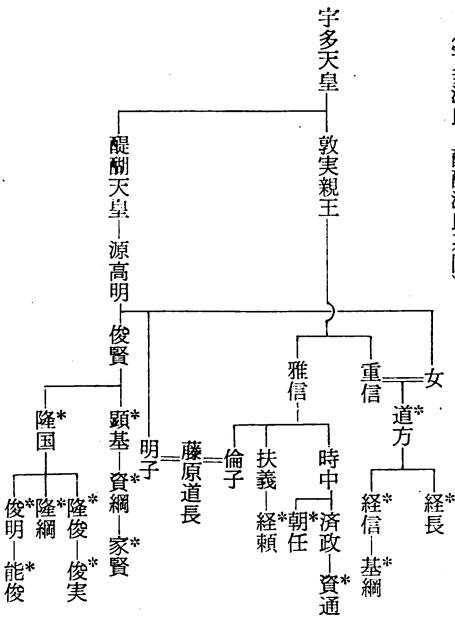 宇多天皇
敦実親王
醍醐天皇―源高明
女
重信
道方*
経長*
経信*―基綱*
雅信
時中
済政―資通*
朝任*
扶義―経頼*
倫子
藤原道長
明子
俊賢
顕基*―資綱*―家賢*
隆国*
隆俊*―俊実*
隆綱*
俊明*―能俊*